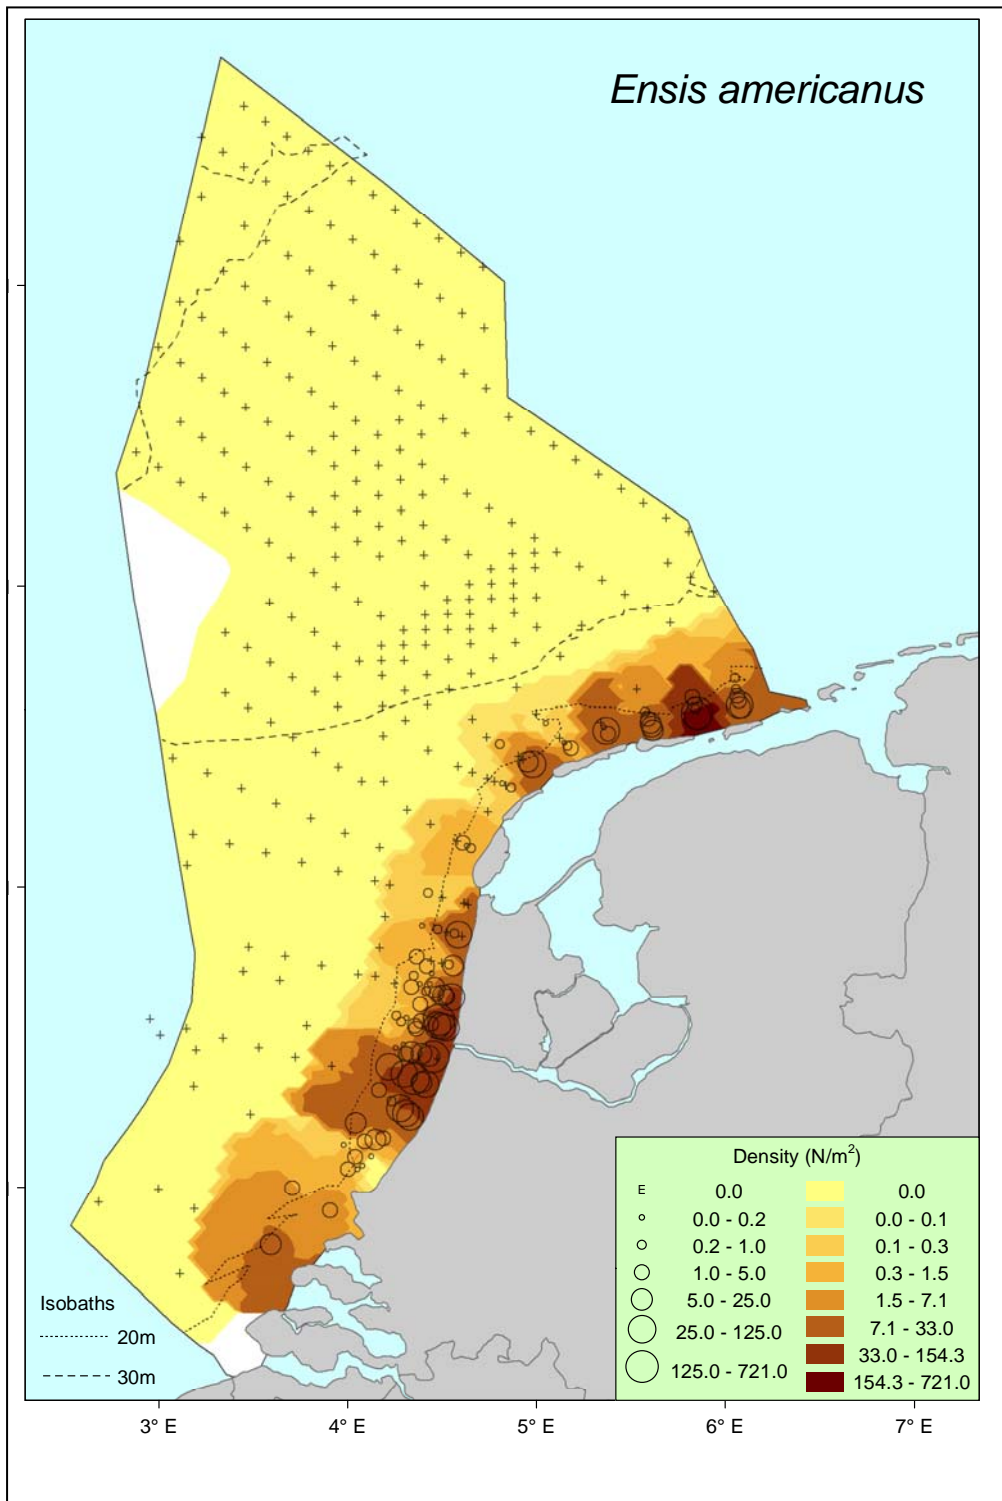 Ensis americanus
Density (N/m²)
E 0.0 0.0
0.0 - 0.2 0.0 - 0.1
0.2 - 1.0 0.1 - 0.3
1.0 - 5.0 0.3 - 1.5
5.0 - 25.0 1.5 - 7.1
25.0 - 125.0 7.1 - 33.0
125.0 - 721.0 33.0 - 154.3
154.3 - 721.0
Isobaths
20m
30m
3° E 4° E 5° E 6° E 7° E